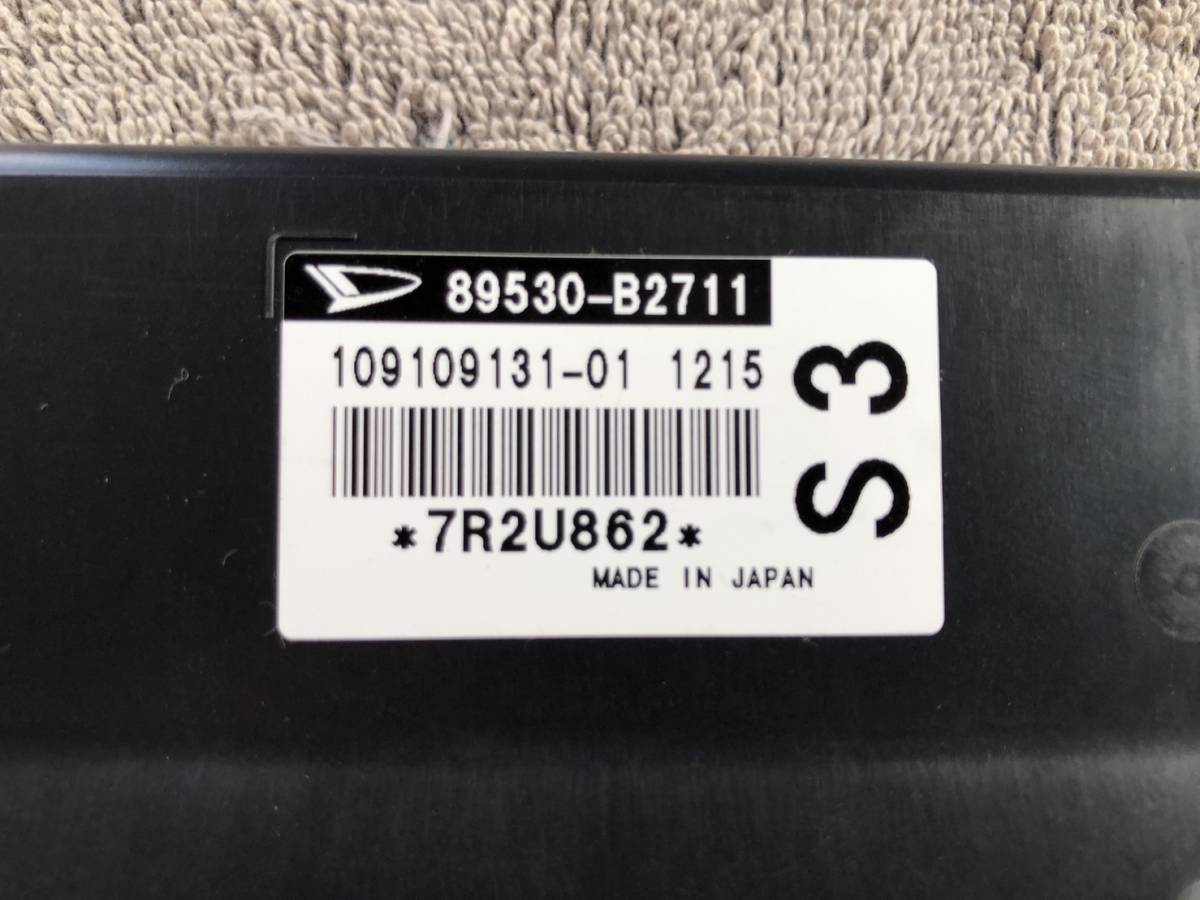 89530-B2711
109109131-01 1215
*7R2U862*
MADE IN JAPAN
S3